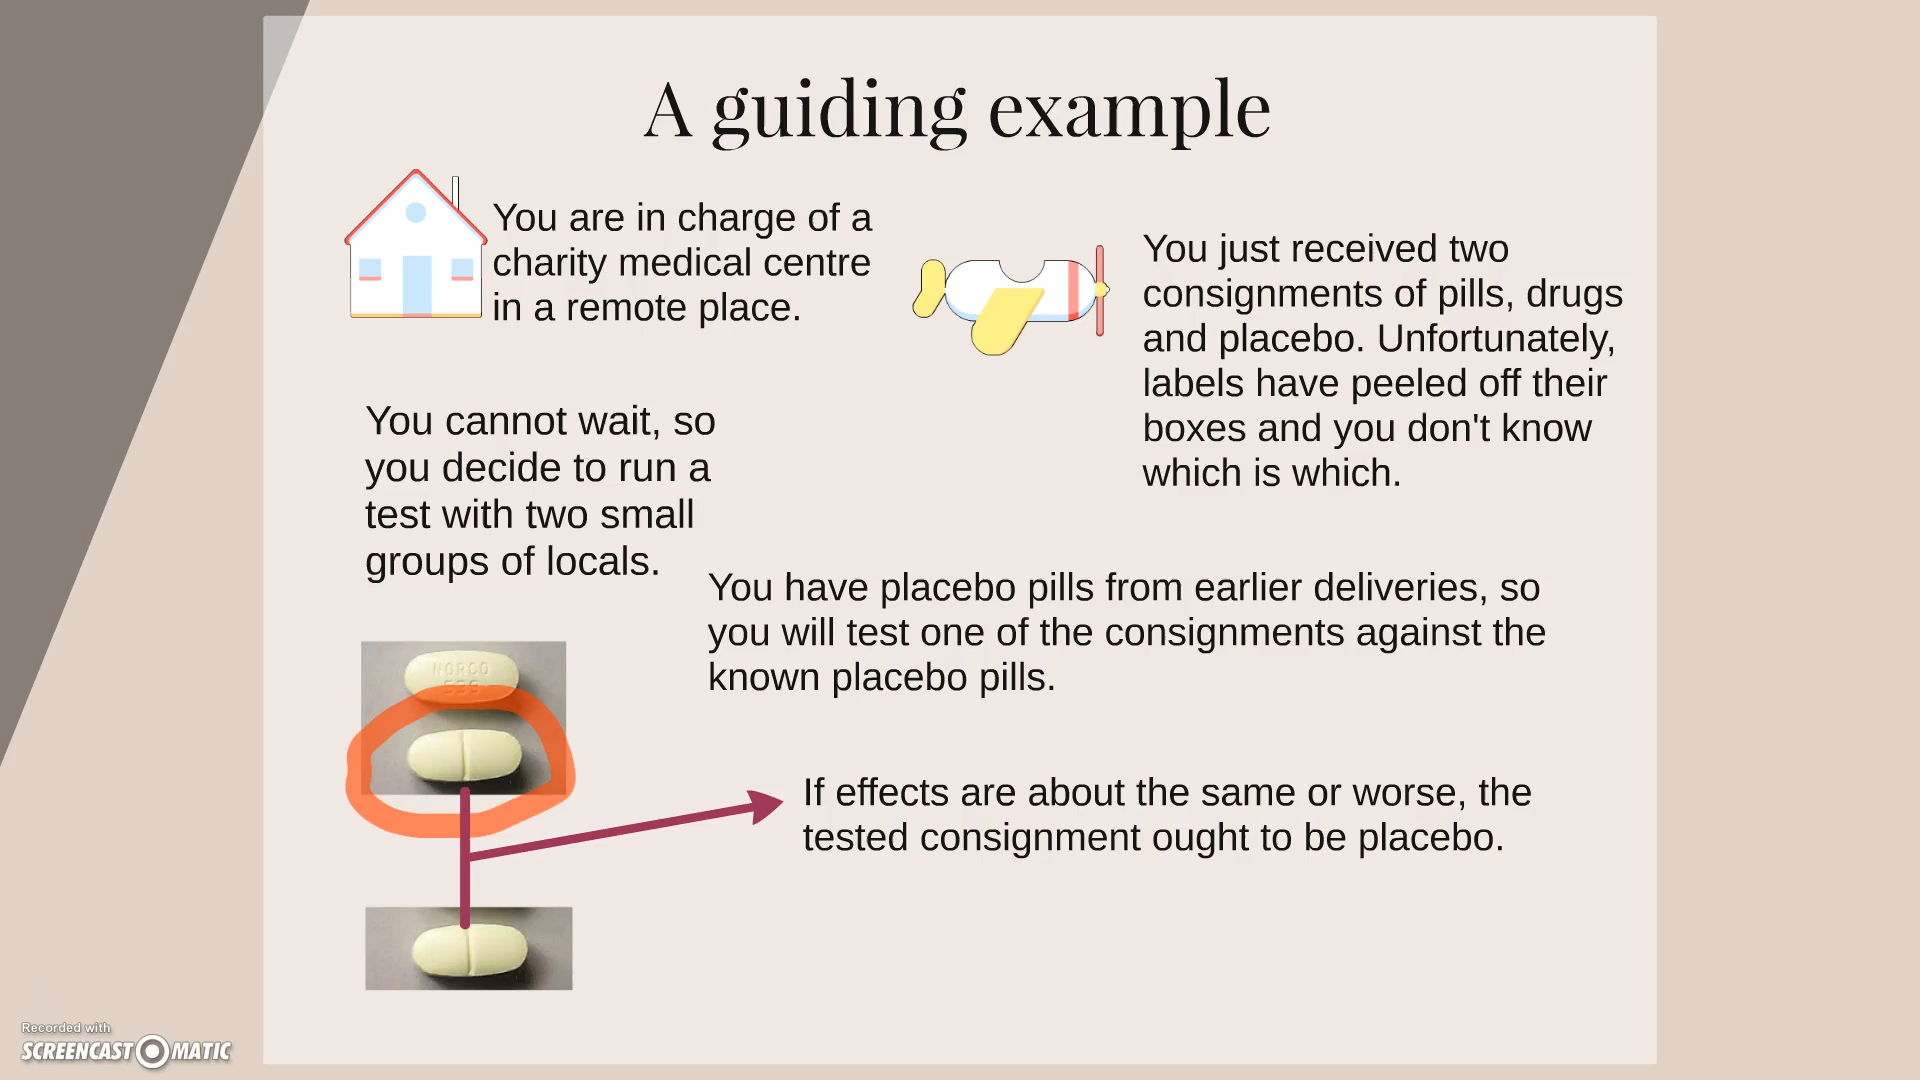 A guiding example
You are in charge of a
charity medical centre
in a remote place.
You just received two
consignments of pills, drugs
and placebo. Unfortunately,
labels have peeled off their
boxes and you don't know
which is which.
You cannot wait, so
you decide to run a
test with two small
groups of locals.
You have placebo pills from earlier deliveries, so
you will test one of the consignments against the
known placebo pills.
NORCO
If effects are about the same or worse, the
tested consignment ought to be placebo.
Recorded with
SCREENCAST MATIC